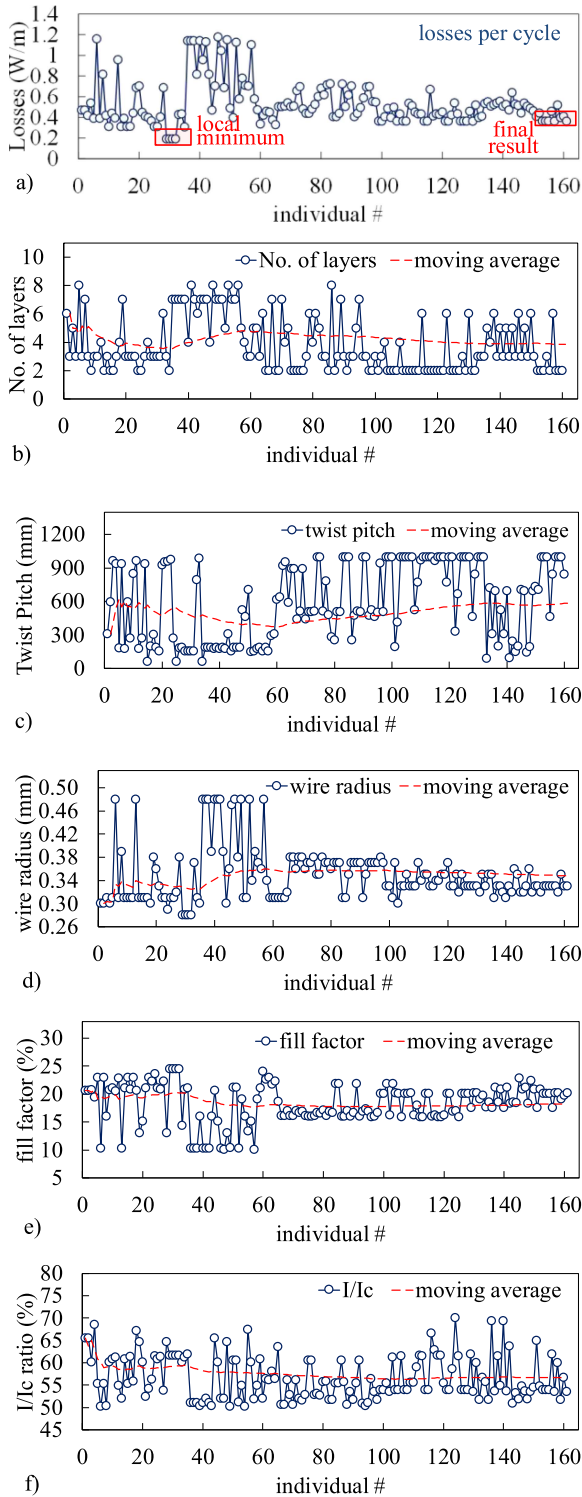 1.4
1.2
1
0.8
0.6
0.4
0.2
0
Losses (W/m)
losses per cycle
local
minimum
final
result
0 20 40 60 80 100 120 140 160
individual #
a)
10
8
6
4
2
0
No. of layers
No. of layers moving average
0 20 40 60 80 100 120 140 160
individual #
b)
1200
900
600
300
0
Twist Pitch (mm)
twist pitch moving average
0 20 40 60 80 100 120 140 160
individual #
c)
0.50
0.44
0.38
0.32
0.26
wire radius (mm)
wire radius moving average
0 20 40 60 80 100 120 140 160
individual #
d)
30
25
20
15
10
5
fill factor (%)
fill factor moving average
0 20 40 60 80 100 120 140 160
individual #
e)
80
75
70
65
60
55
50
45
I/Ic ratio (%)
I/Ic moving average
0 20 40 60 80 100 120 140 160
individual #
f)